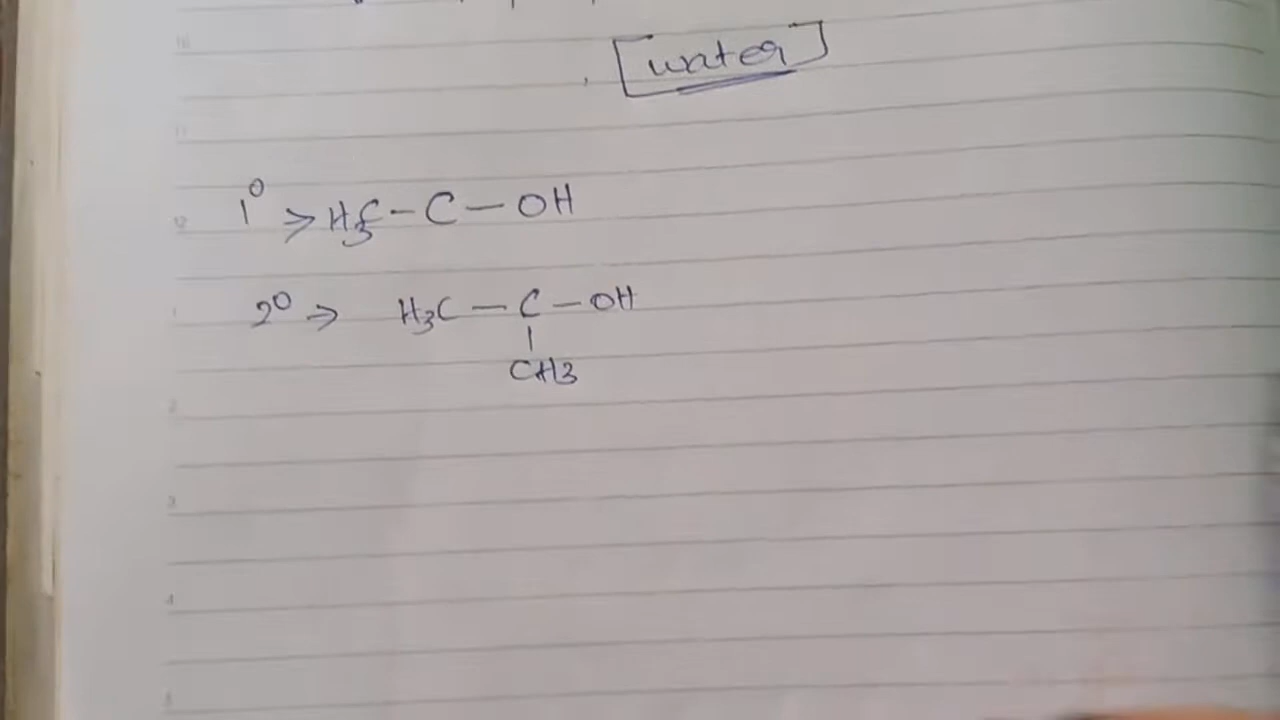 [water]
1° → H3C - C - OH
2° → H3C - C - OH
|
CH3